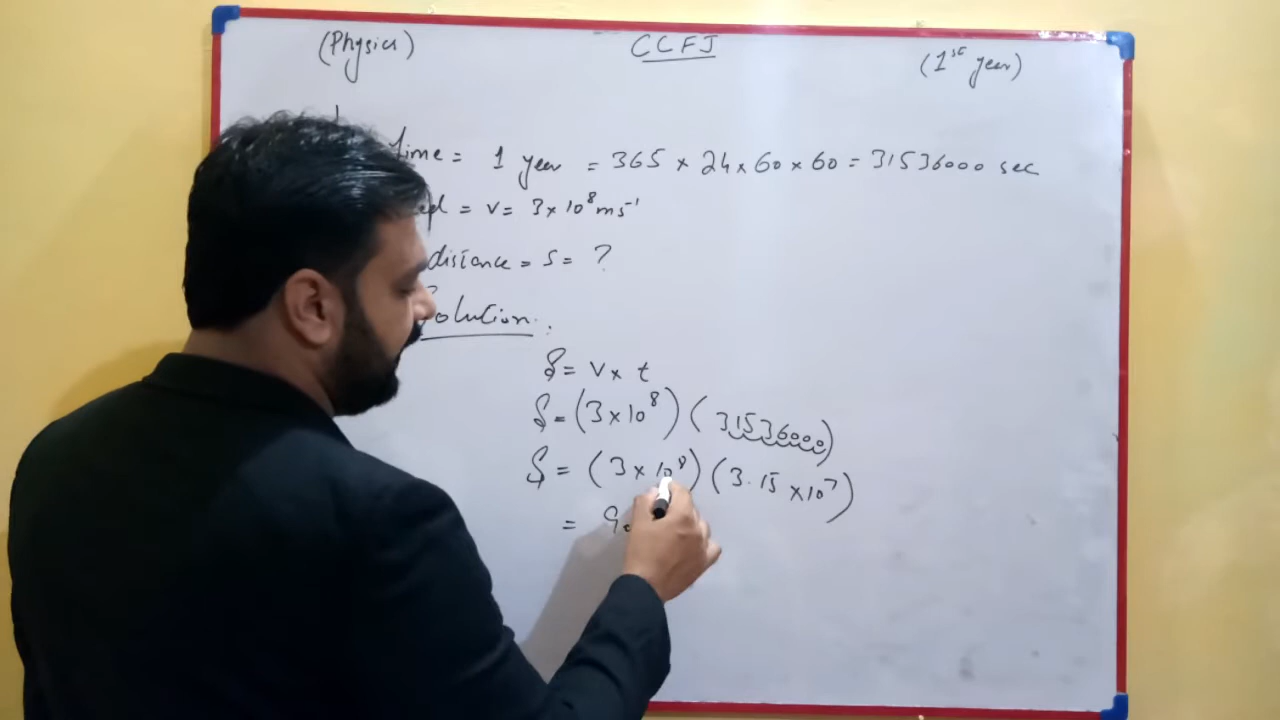 (Physics) CCFJ (1st year)
time = 1 year = 365 × 24 × 60 × 60 = 31536000 sec
= v = 3×10⁸ ms⁻¹
distance = S = ?
Solution:
S = v × t
S = (3×10⁸) (31536000)
S = (3×10⁸) (3.15 ×10⁷)
= 9.